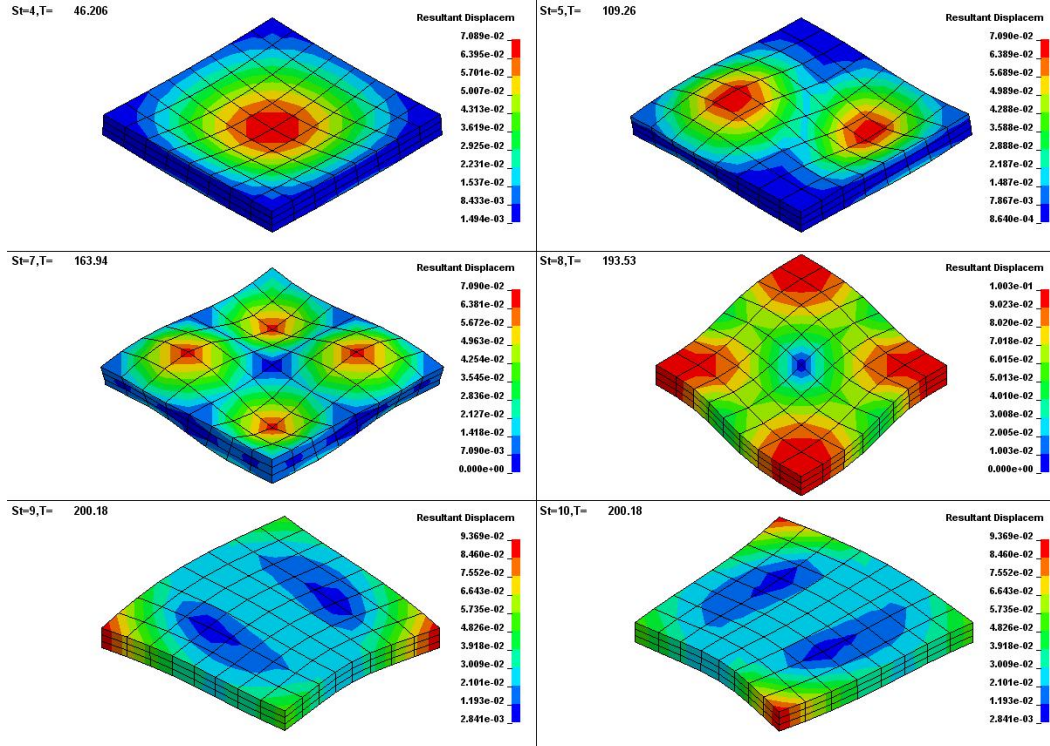 St=4,T= 46.206
Resultant Displacem
7.089e-02
6.395e-02
5.701e-02
5.007e-02
4.313e-02
3.619e-02
2.925e-02
2.231e-02
1.537e-02
8.433e-03
1.494e-03
St=5,T= 109.26
Resultant Displacem
7.090e-02
6.389e-02
5.689e-02
4.989e-02
4.288e-02
3.588e-02
2.888e-02
2.187e-02
1.487e-02
7.867e-03
8.640e-04
St=7,T= 163.94
Resultant Displacem
7.090e-02
6.381e-02
5.672e-02
4.963e-02
4.254e-02
3.545e-02
2.836e-02
2.127e-02
1.418e-02
7.090e-03
0.000e+00
St=8,T= 193.53
Resultant Displacem
1.003e-01
9.023e-02
8.020e-02
7.018e-02
6.015e-02
5.013e-02
4.010e-02
3.008e-02
2.005e-02
1.003e-02
0.000e+00
St=9,T= 200.18
Resultant Displacem
9.369e-02
8.460e-02
7.552e-02
6.643e-02
5.735e-02
4.826e-02
3.918e-02
3.009e-02
2.101e-02
1.193e-02
2.841e-03
St=10,T= 200.18
Resultant Displacem
9.369e-02
8.460e-02
7.552e-02
6.643e-02
5.735e-02
4.826e-02
3.918e-02
3.009e-02
2.101e-02
1.193e-02
2.841e-03